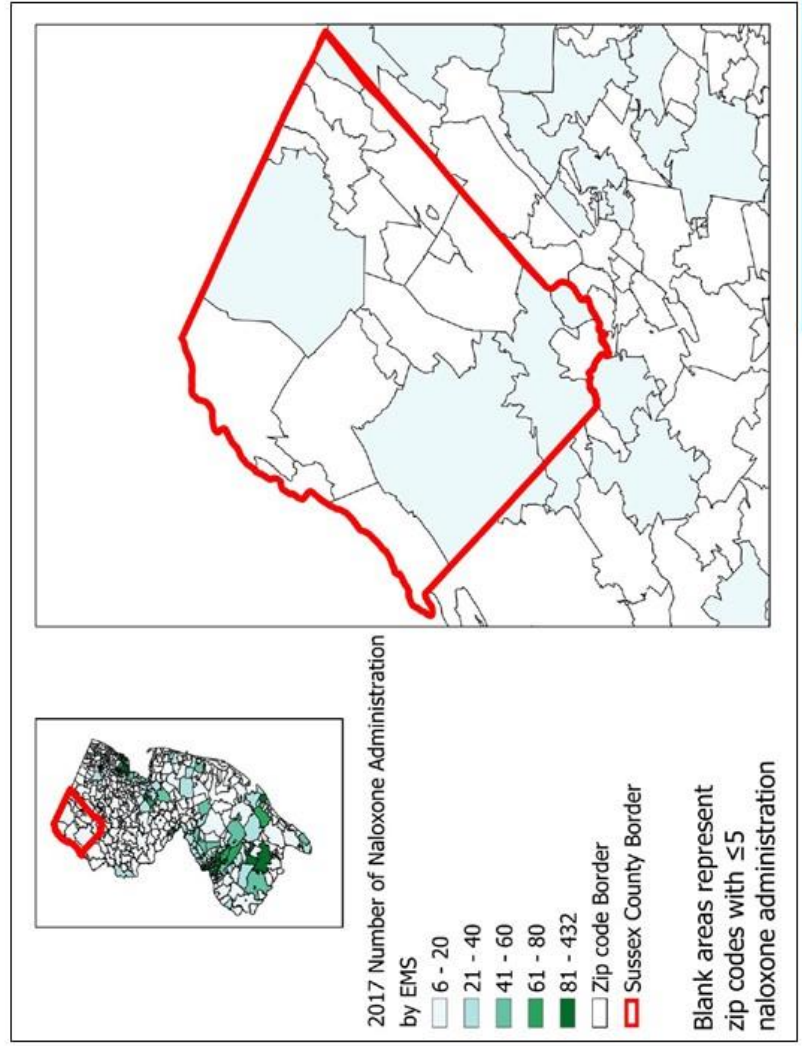 2017 Number of Naloxone Administration
by EMS
6 - 20
21 - 40
41 - 60
61 - 80
81 - 432
Zip code Border
Sussex County Border
Blank areas represent
zip codes with ≤5
naloxone administration